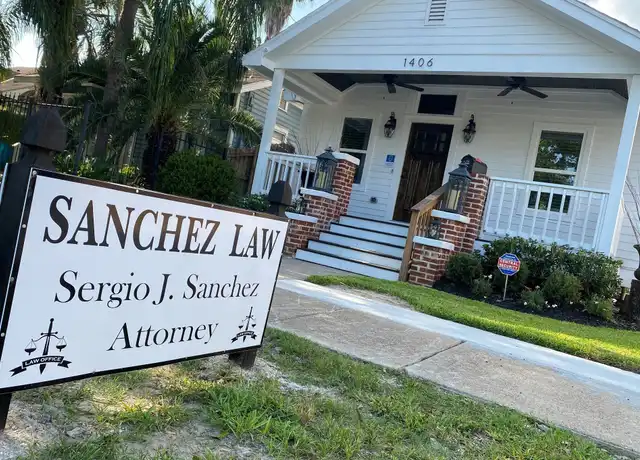 1406
SANCHEZ LAW
Sergio J. Sanchez
Attorney
LAW OFFICE